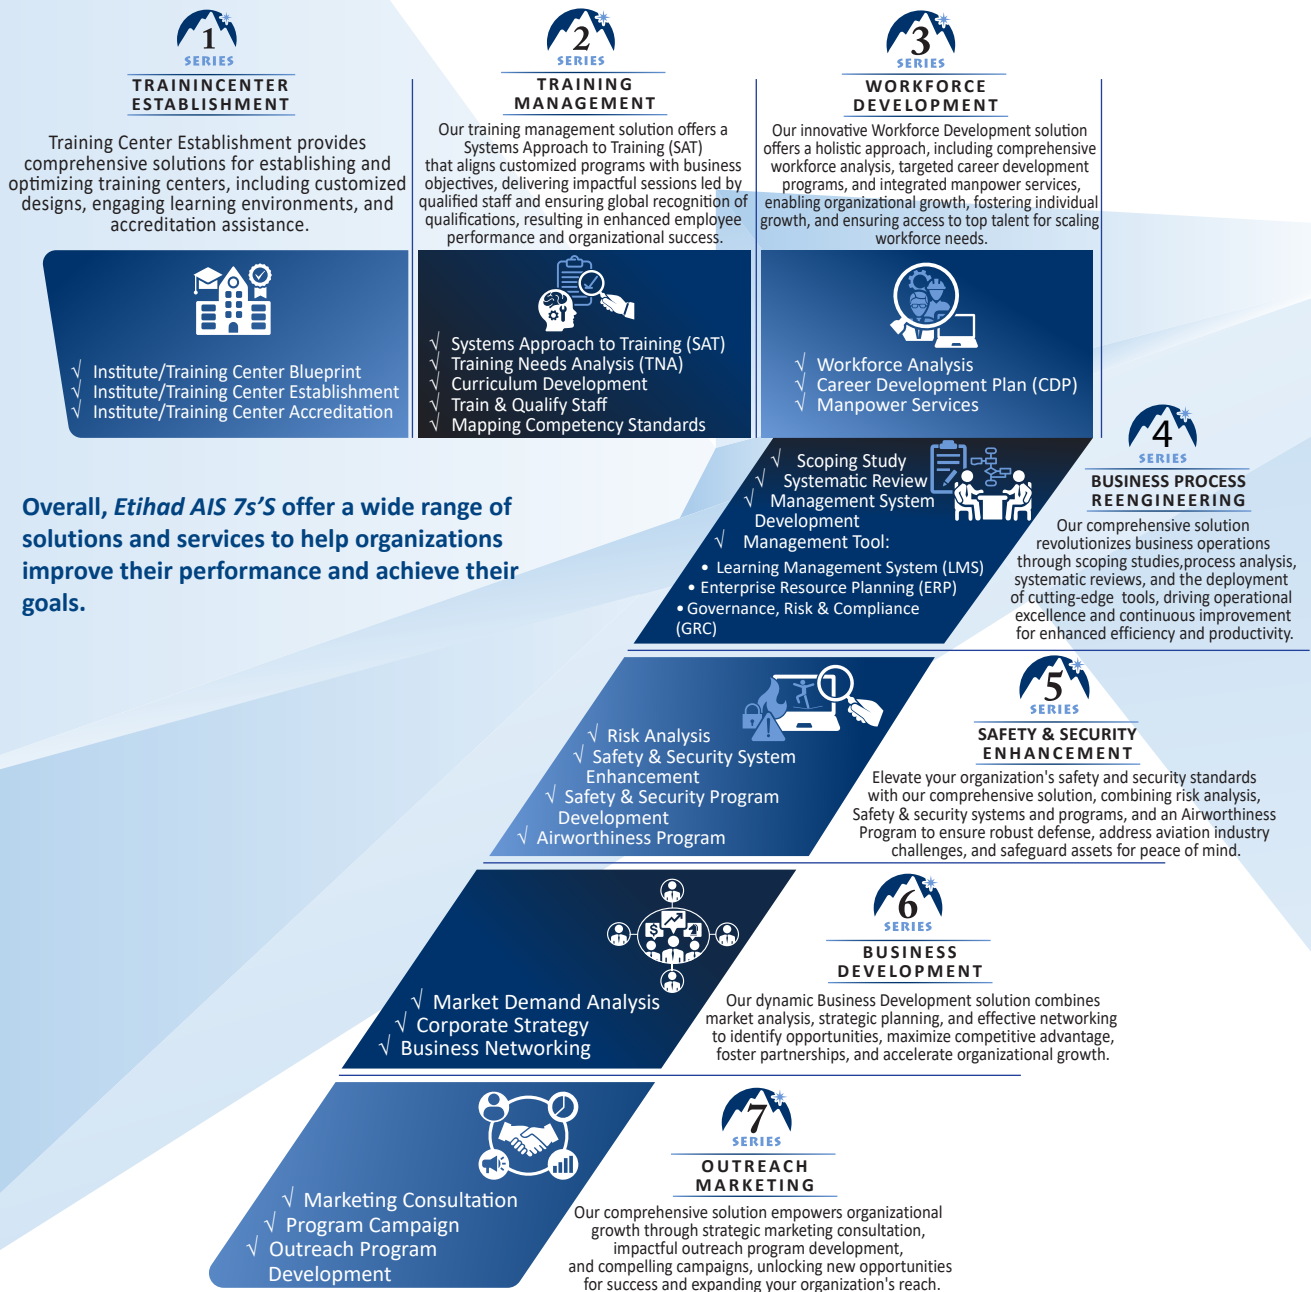 1
SERIES
TRAININCENTER
ESTABLISHMENT
Training Center Establishment provides
comprehensive solutions for establishing and
optimizing training centers, including customized
designs, engaging learning environments, and
accreditation assistance.
√ Institute/Training Center Blueprint
√ Institute/Training Center Establishment
√ Institute/Training Center Accreditation
2
SERIES
TRAINING
MANAGEMENT
Our training management solution offers a
Systems Approach to Training (SAT)
that aligns customized programs with business
objectives, delivering impactful sessions led by
qualified staff and ensuring global recognition of
qualifications, resulting in enhanced employee
performance and organizational success.
√ Systems Approach to Training (SAT)
√ Training Needs Analysis (TNA)
√ Curriculum Development
√ Train & Qualify Staff
√ Mapping Competency Standards
3
SERIES
WORKFORCE
DEVELOPMENT
Our innovative Workforce Development solution
offers a holistic approach, including comprehensive
workforce analysis, targeted career development
programs, and integrated manpower services,
enabling organizational growth, fostering individual
growth, and ensuring access to top talent for scaling
workforce needs.
√ Workforce Analysis
√ Career Development Plan (CDP)
√ Manpower Services
Overall, Etihad AIS 7s’S offer a wide range of
solutions and services to help organizations
improve their performance and achieve their
goals.
√ Scoping Study
√ Systematic Review
√ Management System
Development
√ Management Tool:
• Learning Management System (LMS)
• Enterprise Resource Planning (ERP)
• Governance, Risk & Compliance
(GRC)
4
SERIES
BUSINESS PROCESS
REENGINEERING
Our comprehensive solution
revolutionizes business operations
through scoping studies,process analysis,
systematic reviews, and the deployment
of cutting-edge tools, driving operational
excellence and continuous improvement
for enhanced efficiency and productivity.
√ Risk Analysis
√ Safety & Security System
Enhancement
√ Safety & Security Program
Development
√ Airworthiness Program
5
SERIES
SAFETY & SECURITY
ENHANCEMENT
Elevate your organization's safety and security standards
with our comprehensive solution, combining risk analysis,
Safety & security systems and programs, and an Airworthiness
Program to ensure robust defense, address aviation industry
challenges, and safeguard assets for peace of mind.
$
√ Market Demand Analysis
√ Corporate Strategy
√ Business Networking
6
SERIES
BUSINESS
DEVELOPMENT
Our dynamic Business Development solution combines
market analysis, strategic planning, and effective networking
to identify opportunities, maximize competitive advantage,
foster partnerships, and accelerate organizational growth.
√ Marketing Consultation
√ Program Campaign
√ Outreach Program
Development
7
SERIES
OUTREACH
MARKETING
Our comprehensive solution empowers organizational
growth through strategic marketing consultation,
impactful outreach program development,
and compelling campaigns, unlocking new opportunities
for success and expanding your organization's reach.